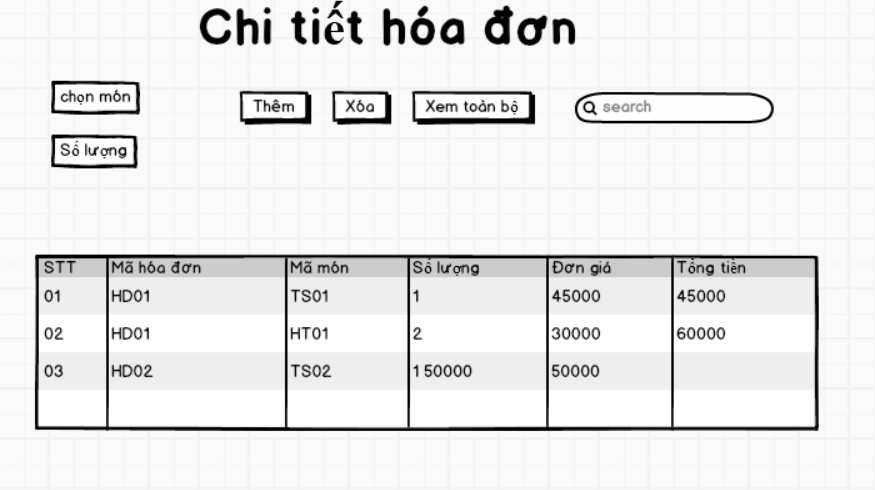 Chi tiết hóa đơn
chọn món
Thêm Xóa Xem toàn bộ search
Số lượng
STT Mã hóa đơn Mã món Số lượng Đơn giá Tổng tiền
01 HD01 TS01 1 45000 45000
02 HD01 HT01 2 30000 60000
03 HD02 TS02 1 50000 50000